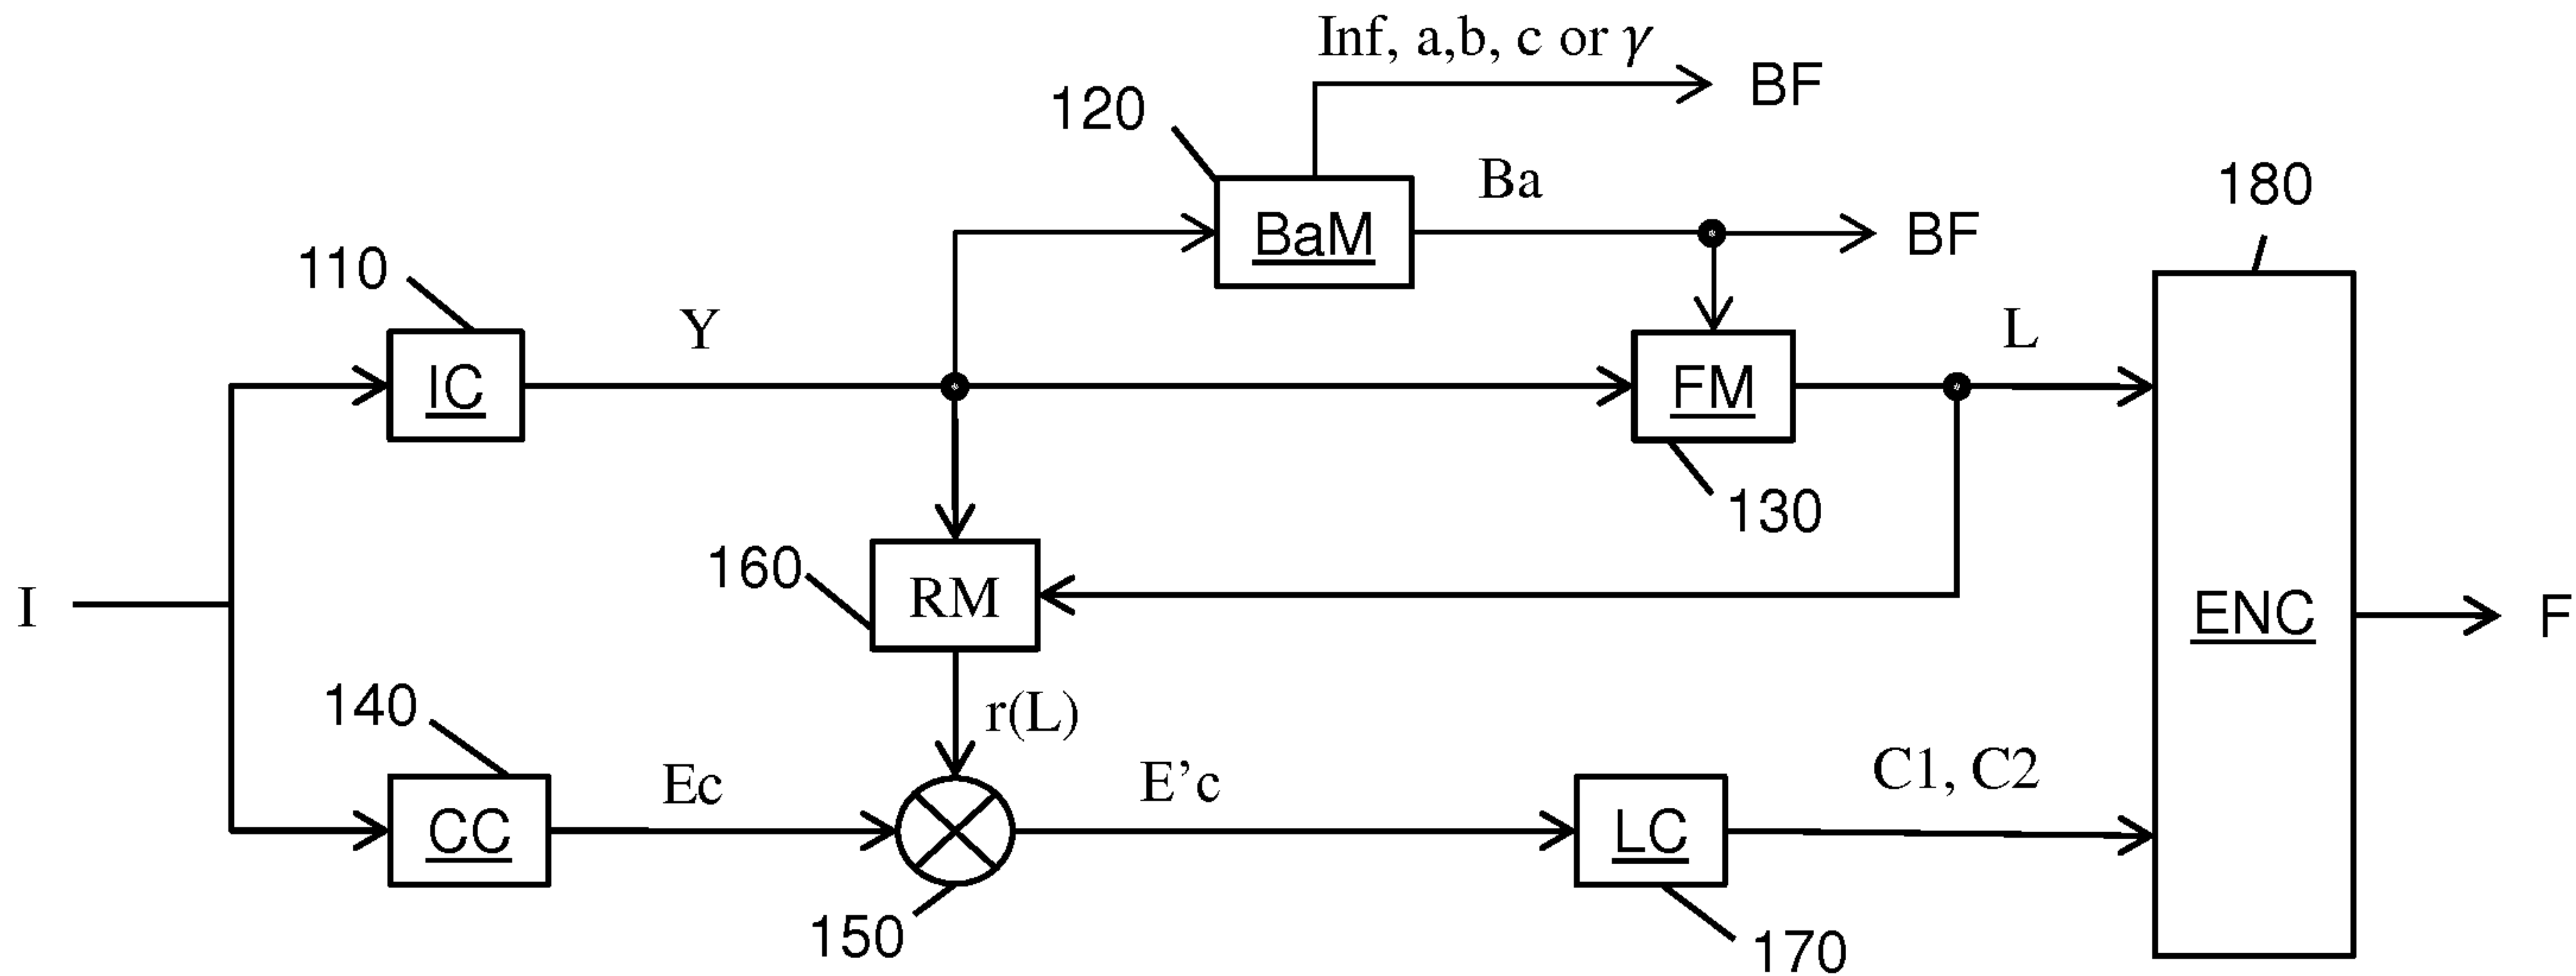 Inf, a,b, c or γ
BF
120
Ba
BaM
BF
180
110
Y
IC
FM
L
130
160
RM
I
ENC
F
140
r(L)
Ec
E’c
C1, C2
CC
LC
150
170